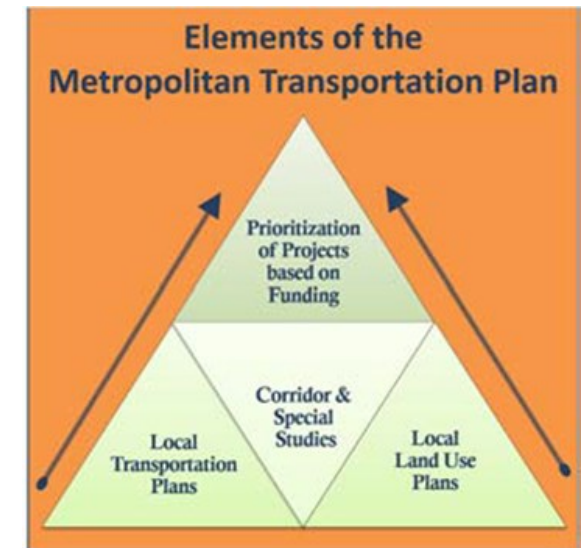 Elements of the
Metropolitan Transportation Plan
Prioritization
of Projects
based on
Funding
Corridor &
Special
Studies
Local
Transportation
Plans
Local
Land Use
Plans